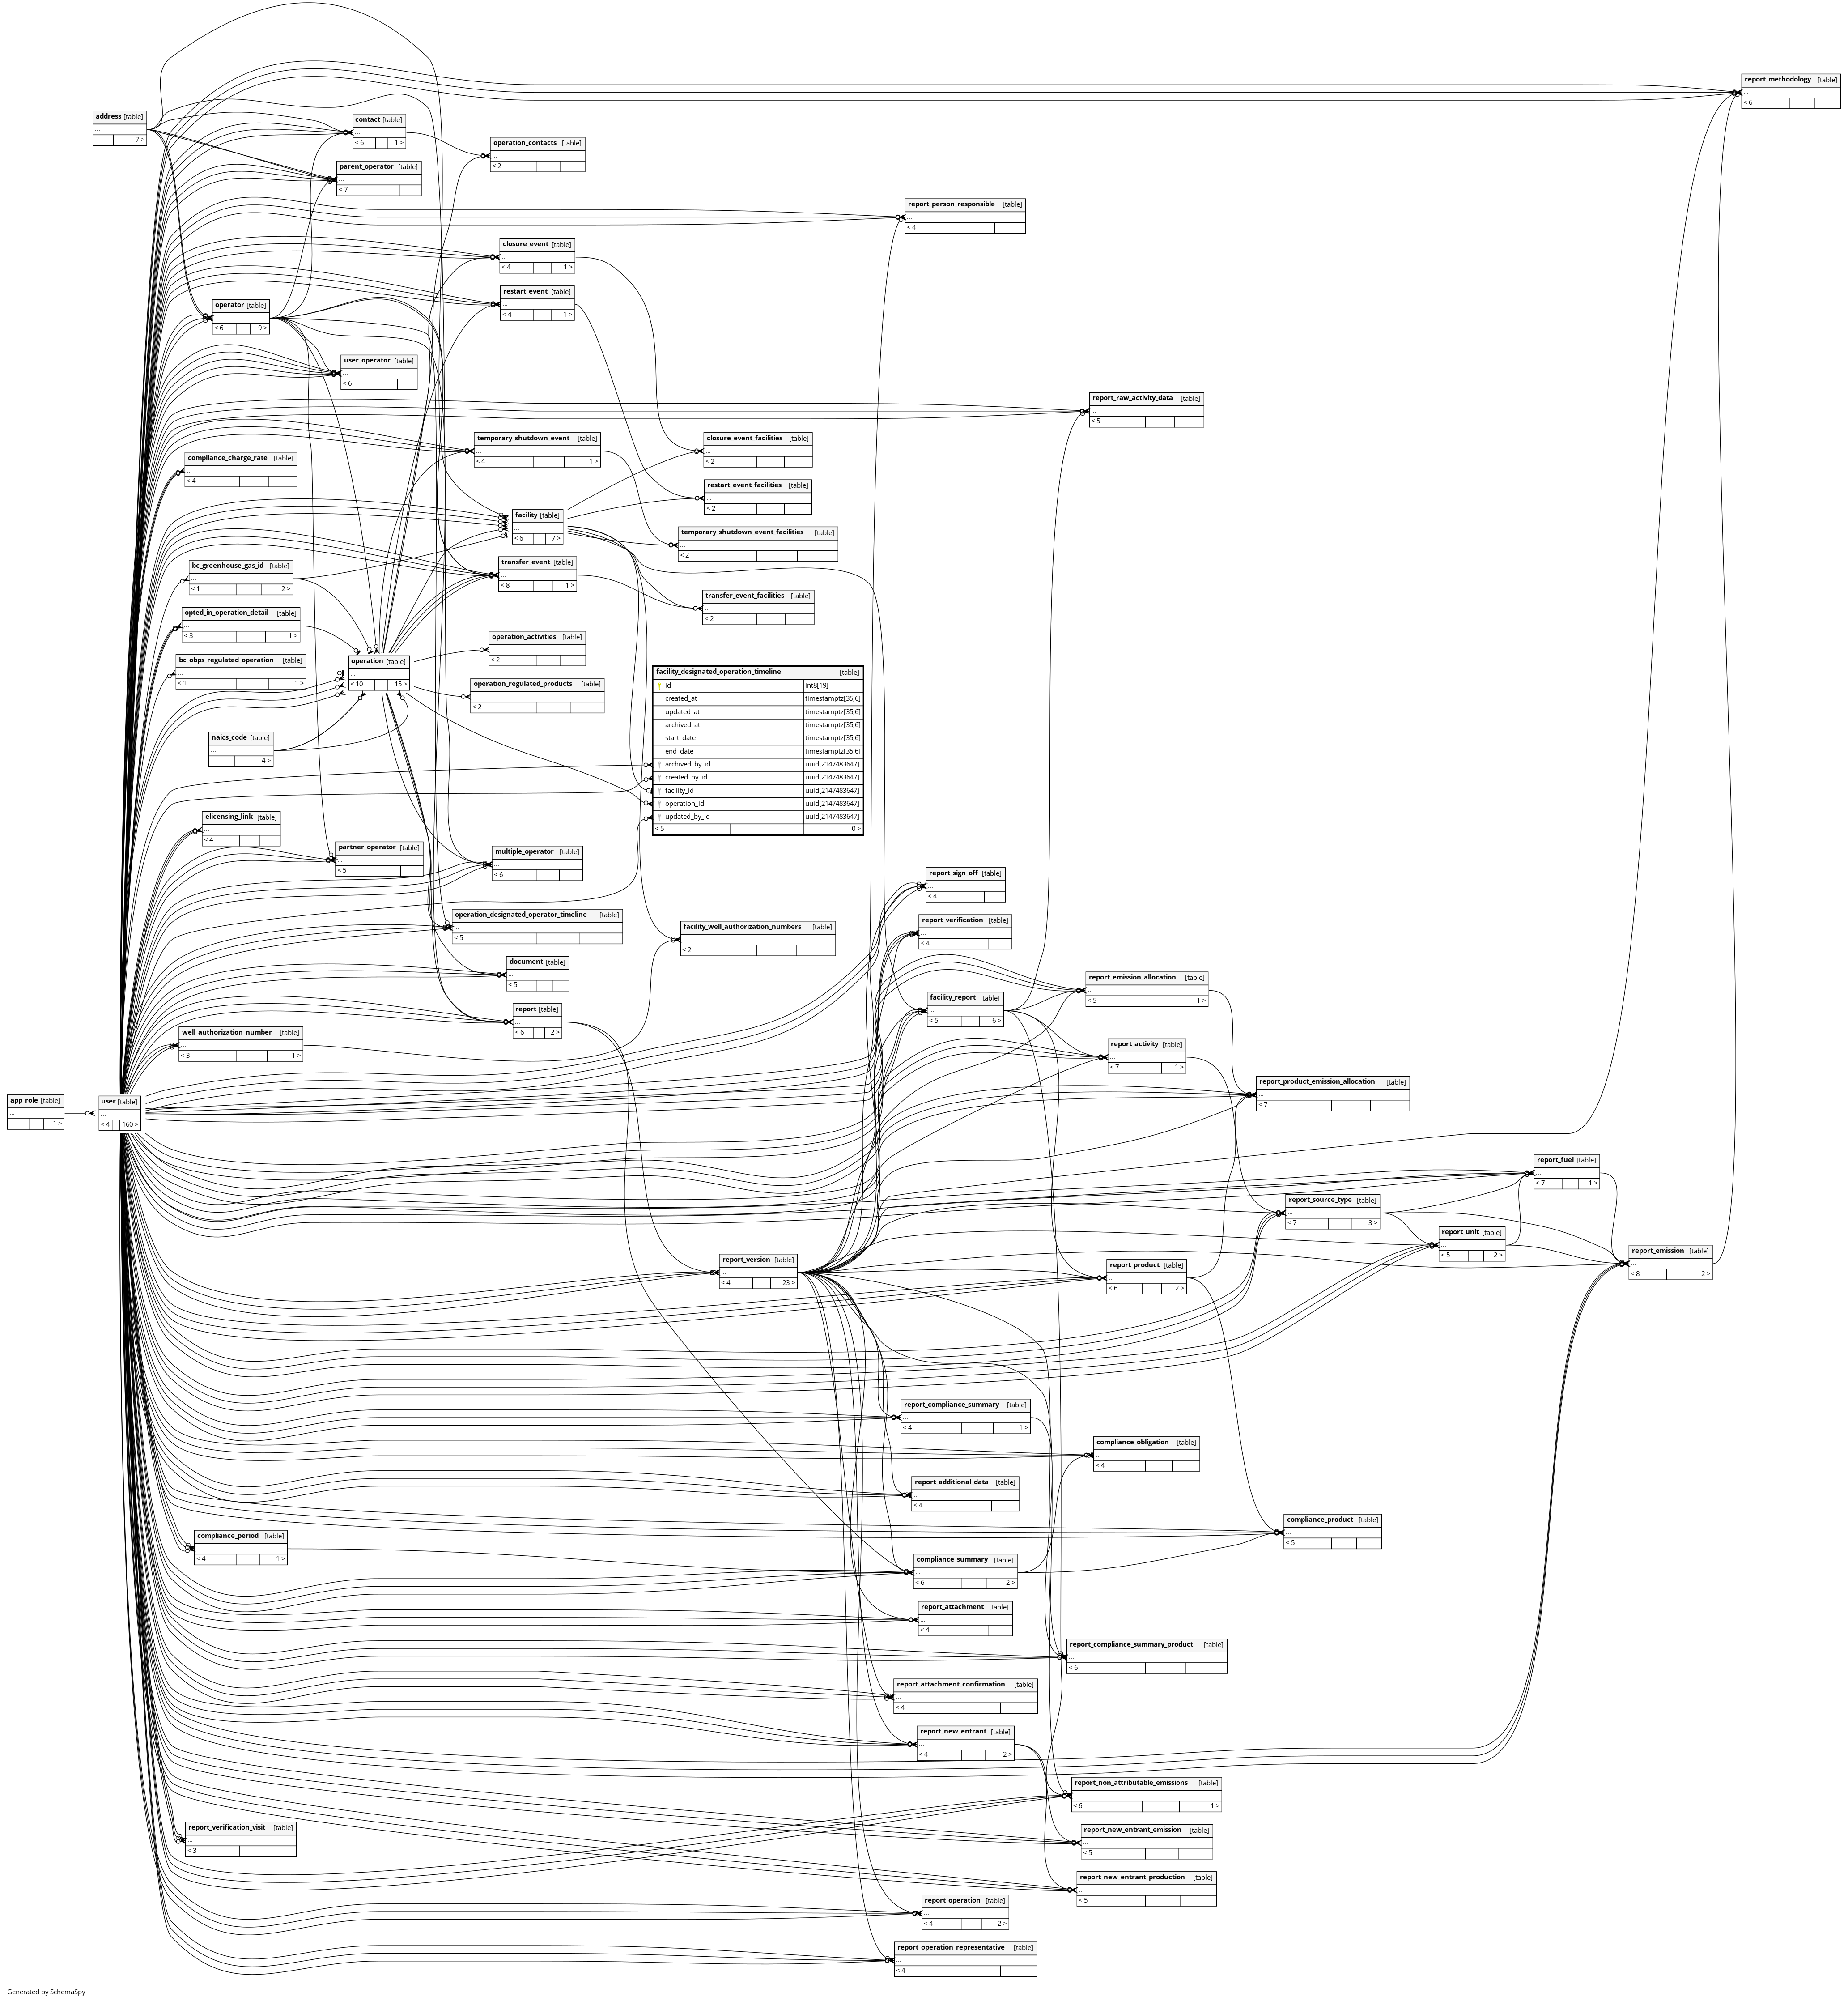 report_methodology [table]
...
< 6
address [table]
...
7 >
contact [table]
...
< 6 1 >
operation_contacts [table]
...
< 2
parent_operator [table]
...
< 7
report_person_responsible [table]
...
< 4
closure_event [table]
...
< 4 1 >
restart_event [table]
...
< 4 1 >
operator [table]
...
< 6 9 >
user_operator [table]
...
< 6
report_raw_activity_data [table]
...
< 5
temporary_shutdown_event [table]
...
< 4 1 >
closure_event_facilities [table]
...
< 2
compliance_charge_rate [table]
...
< 4
restart_event_facilities [table]
...
< 2
facility [table]
...
< 6 7 >
temporary_shutdown_event_facilities [table]
...
< 2
transfer_event [table]
...
< 8 1 >
bc_greenhouse_gas_id [table]
...
< 1 2 >
transfer_event_facilities [table]
...
< 2
opted_in_operation_detail [table]
...
< 3 1 >
operation_activities [table]
...
< 2
bc_obps_regulated_operation [table]
...
< 1 1 >
operation [table]
...
< 10 15 >
operation_regulated_products [table]
...
< 2
facility_designated_operation_timeline [table]
id int8[19]
created_at timestamptz[35,6]
updated_at timestamptz[35,6]
archived_at timestamptz[35,6]
start_date timestamptz[35,6]
end_date timestamptz[35,6]
archived_by_id uuid[2147483647]
created_by_id uuid[2147483647]
facility_id uuid[2147483647]
operation_id uuid[2147483647]
updated_by_id uuid[2147483647]
< 5 0 >
naics_code [table]
...
4 >
elicensing_link [table]
...
< 4
partner_operator [table]
...
< 5
multiple_operator [table]
...
< 6
report_sign_off [table]
...
< 4
operation_designated_operator_timeline [table]
...
< 5
facility_well_authorization_numbers [table]
...
< 2
report_verification [table]
...
< 4
document [table]
...
< 5
report_emission_allocation [table]
...
< 5 1 >
facility_report [table]
...
< 5 6 >
report [table]
...
< 6 2 >
well_authorization_number [table]
...
< 3 1 >
report_activity [table]
...
< 7 1 >
report_product_emission_allocation [table]
...
< 7
app_role [table]
...
1 >
user [table]
...
< 4 160 >
report_fuel [table]
...
< 7 1 >
report_source_type [table]
...
< 7 3 >
report_unit [table]
...
< 5 2 >
report_emission [table]
...
< 8 2 >
report_version [table]
...
< 4 23 >
report_product [table]
...
< 6 2 >
report_compliance_summary [table]
...
< 4 1 >
compliance_obligation [table]
...
< 4
report_additional_data [table]
...
< 4
compliance_product [table]
...
< 5
compliance_period [table]
...
< 4 1 >
compliance_summary [table]
...
< 6 2 >
report_attachment [table]
...
< 4
report_compliance_summary_product [table]
...
< 6
report_attachment_confirmation [table]
...
< 4
report_new_entrant [table]
...
< 4 2 >
report_non_attributable_emissions [table]
...
< 6 1 >
report_verification_visit [table]
...
< 3
report_new_entrant_emission [table]
...
< 5
report_new_entrant_production [table]
...
< 5
report_operation [table]
...
< 4 2 >
report_operation_representative [table]
...
< 4
Generated by SchemaSpy